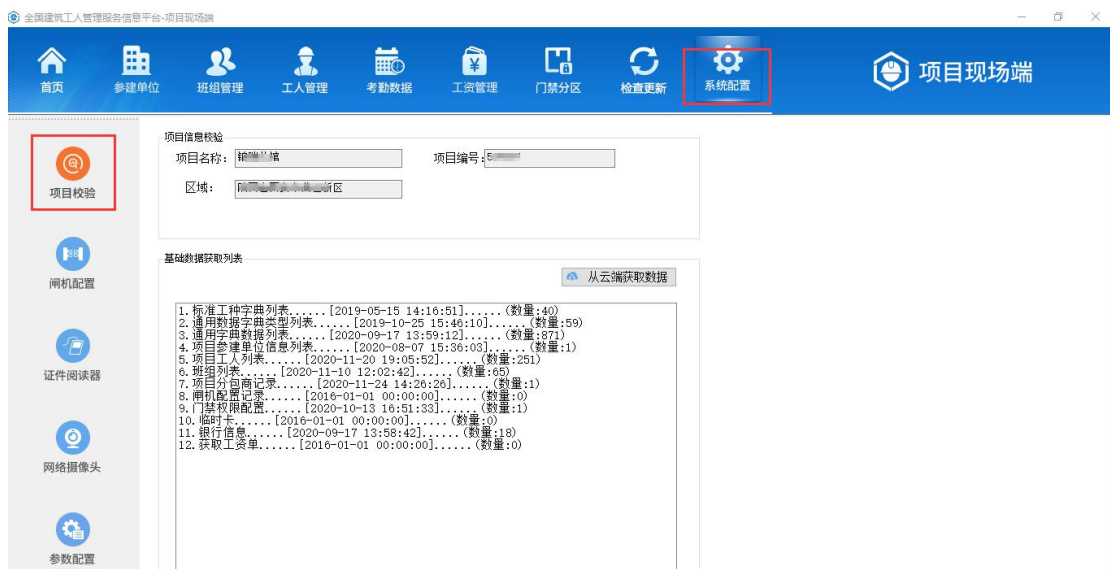 全国建筑工人管理服务信息平台-项目现场端
首页 参建单位 班组管理 工人管理 考勤数据 工资管理 门禁分区 检查更新 系统配置 项目现场端
项目信息校验
项目名称: 馆 项目编号:5
项目校验
区域: 新区
基础数据获取列表
闸机配置
从云端获取数据
1.标准工种字典列表......[2019-05-15 14:16:51]......(数量:40)
2.通用数据字典类型列表......[2019-10-25 15:46:10]......(数量:59)
3.通用字典数据列表......[2020-09-17 13:59:12]......(数量:871)
4.项目参建单位信息列表......[2020-08-07 15:36:03]......(数量:1)
5.项目工人列表......[2020-11-20 19:05:52]......(数量:251)
6.班组列表......[2020-11-10 12:02:42]......(数量:65)
7.项目分包商记录......[2020-11-24 14:26:26]......(数量:1)
8.闸机配置记录......[2016-01-01 00:00:00]......(数量:0)
9.门禁权限配置......[2020-10-13 16:51:33]......(数量:1)
10.临时卡......[2016-01-01 00:00:00]......(数量:0)
11.银行信息......[2020-09-17 13:58:42]......(数量:18)
12.获取工资单......[2016-01-01 00:00:00]......(数量:0)
证件阅读器
网络摄像头
参数配置